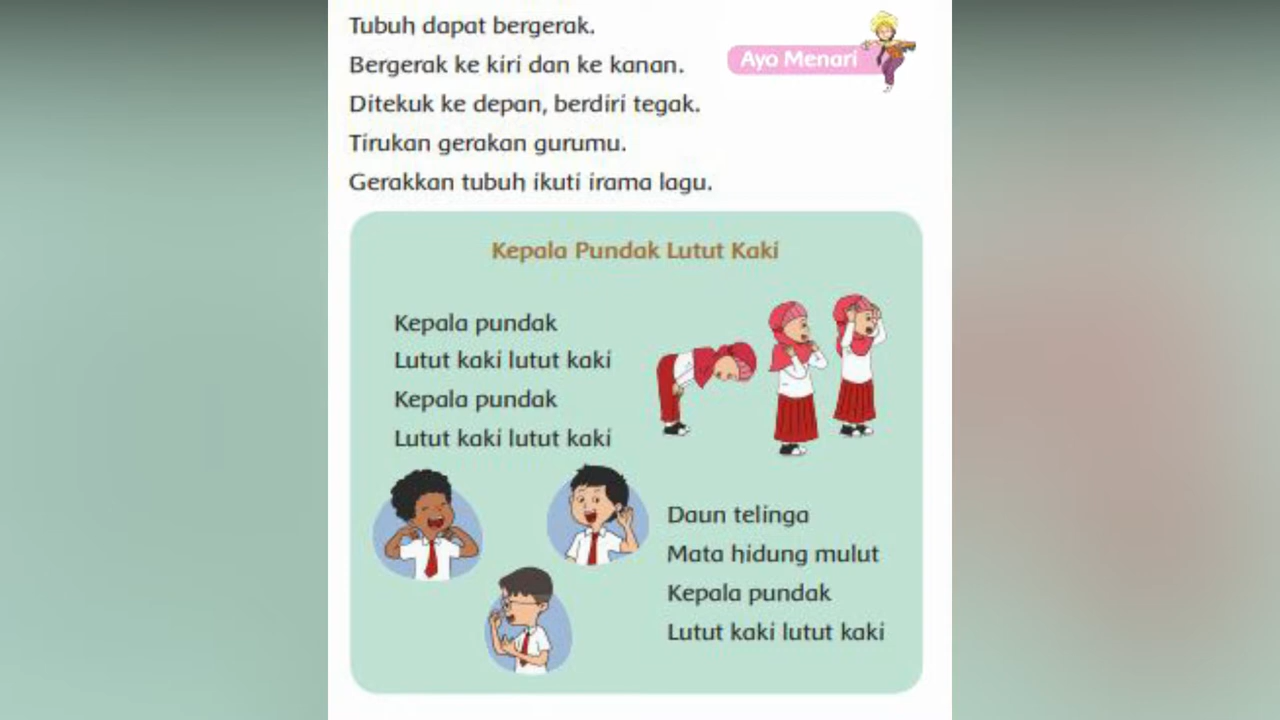 Tubuh dapat bergerak.
Ayo Menari
Bergerak ke kiri dan ke kanan.
Ditekuk ke depan, berdiri tegak.
Tirukan gerakan gurumu.
Gerakkan tubuh ikuti irama lagu.
Kepala Pundak Lutut Kaki
Kepala pundak
Lutut kaki lutut kaki
Kepala pundak
Lutut kaki lutut kaki
Daun telinga
Mata hidung mulut
Kepala pundak
Lutut kaki lutut kaki